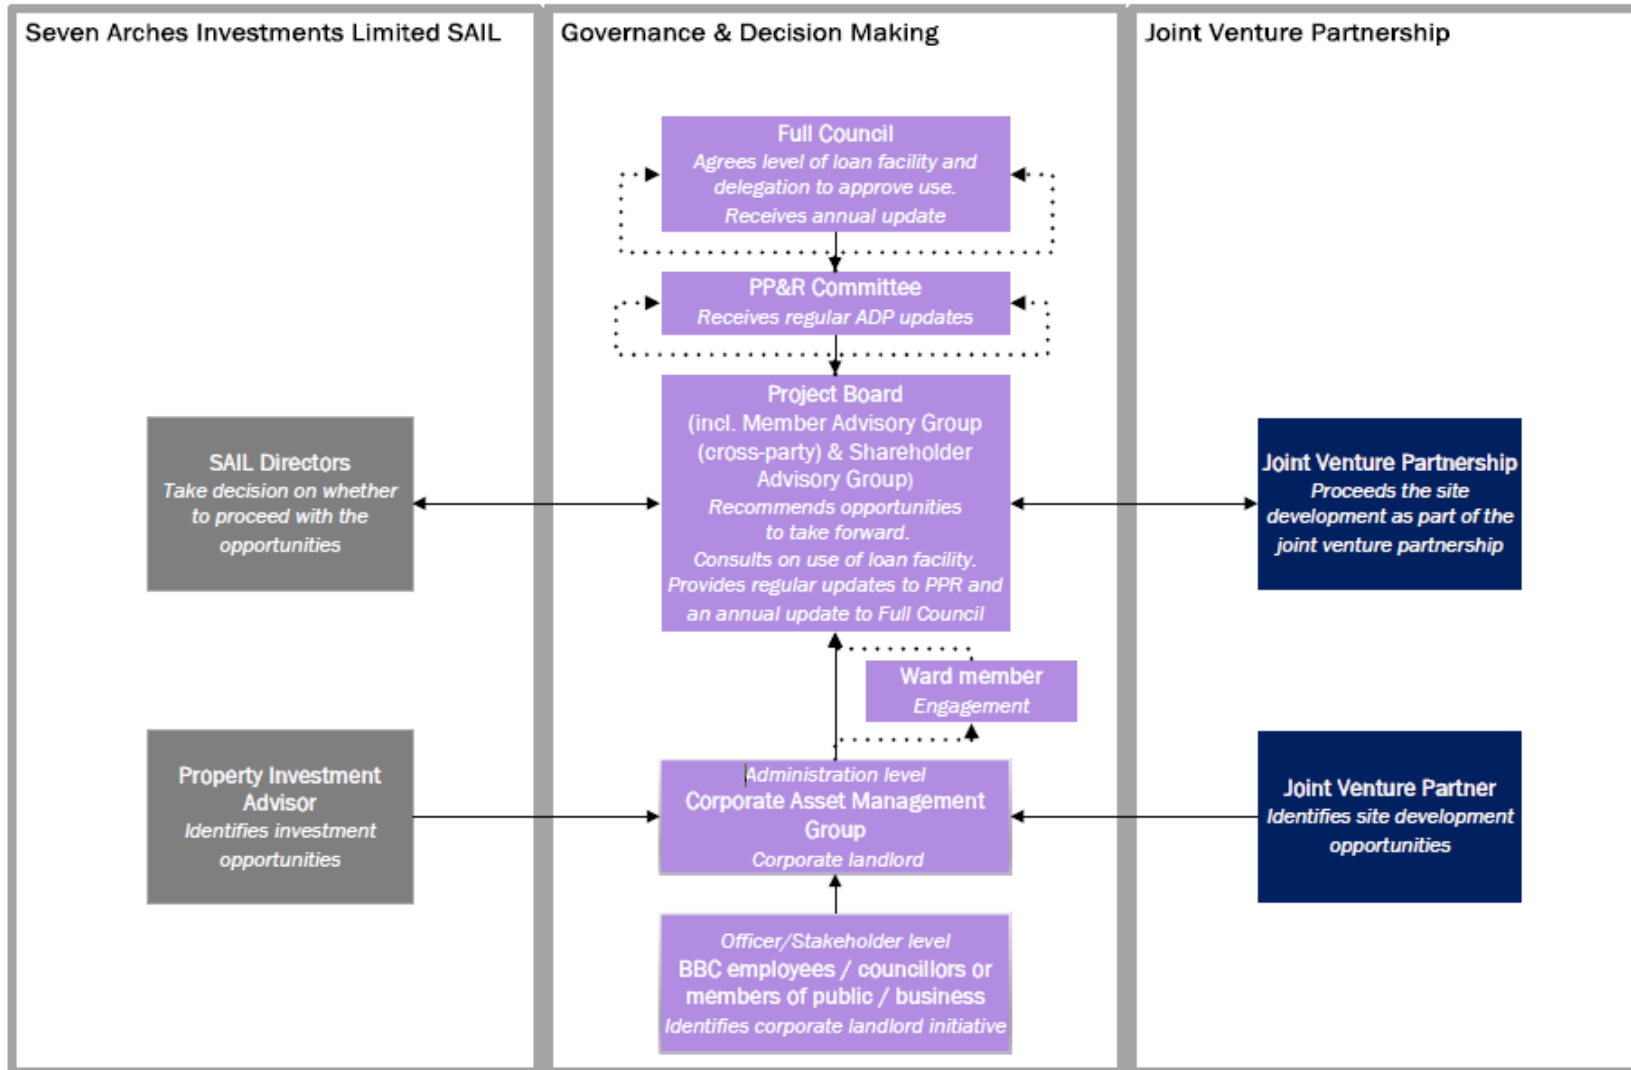 Seven Arches Investments Limited SAIL
Governance & Decision Making
Joint Venture Partnership
Full Council
Agrees level of loan facility and
delegation to approve use.
Receives annual update
PP&R Committee
Receives regular ADP updates
Project Board
(incl. Member Advisory Group
(cross-party) & Shareholder
Advisory Group)
Recommends opportunities
to take forward.
Consults on use of loan facility.
Provides regular updates to PPR and
an annual update to Full Council
SAIL Directors
Take decision on whether
to proceed with the
opportunities
Joint Venture Partnership
Proceeds the site
development as part of the
joint venture partnership
Ward member
Engagement
Property Investment
Advisor
Identifies investment
opportunities
Administration level
Corporate Asset Management
Group
Corporate landlord
Joint Venture Partner
Identifies site development
opportunities
Officer/Stakeholder level
BBC employees / councillors or
members of public / business
Identifies corporate landlord initiative